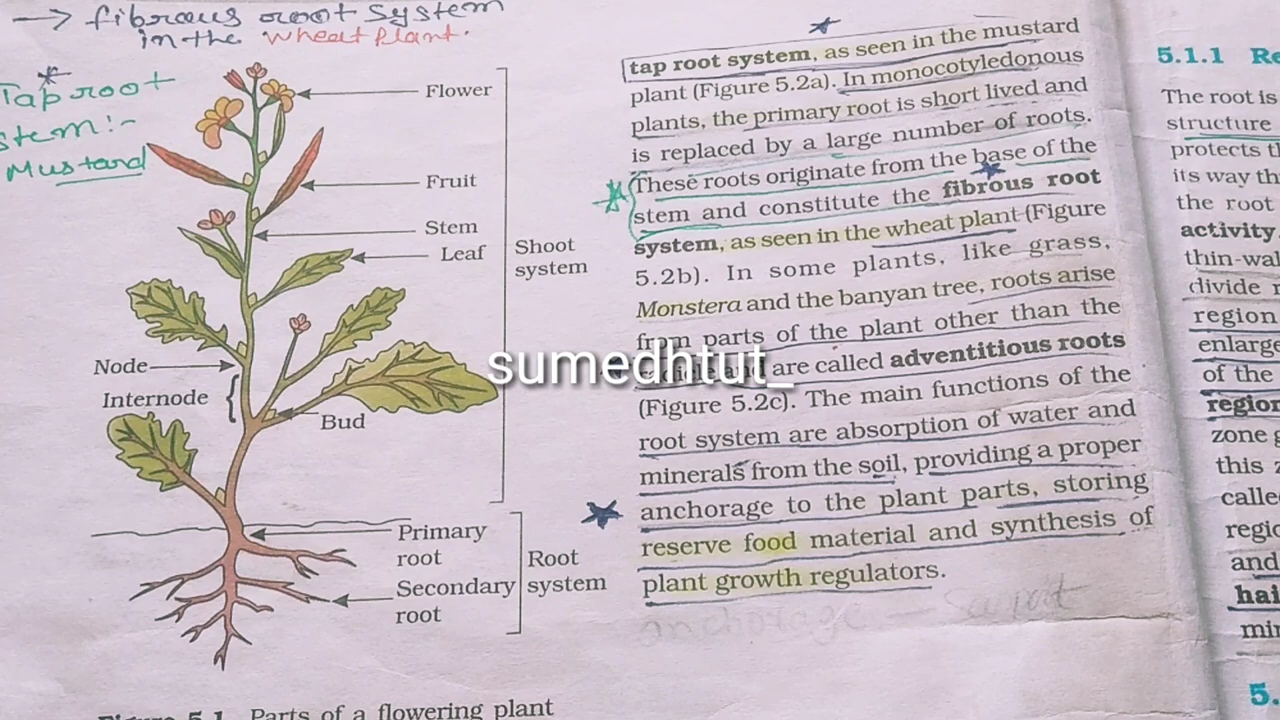 → fibrous root system
in the wheat plant.
Tap root
stem:-
Mustard
Flower
Fruit
Stem
Leaf
Shoot
system
Node
Internode
Bud
Primary
root
Secondary
root
Root
system
Figure 5.1 Parts of a flowering plant
tap root system, as seen in the mustard
plant (Figure 5.2a). In monocotyledonous
plants, the primary root is short lived and
is replaced by a large number of roots.
These roots originate from the base of the
stem and constitute the fibrous root
system, as seen in the wheat plant (Figure
5.2b). In some plants, like grass,
Monstera and the banyan tree, roots arise
from parts of the plant other than the
and are called adventitious roots
(Figure 5.2c). The main functions of the
root system are absorption of water and
minerals from the soil, providing a proper
anchorage to the plant parts, storing
reserve food material and synthesis of
plant growth regulators.
anchorage — 
sumedhtut_
5.1.1 Re
The root is
structure
protects t
its way th
the root
activity.
thin-wal
divide
region
enlarge
of the
region
zone
this
called
regio
and
hai
min
5.